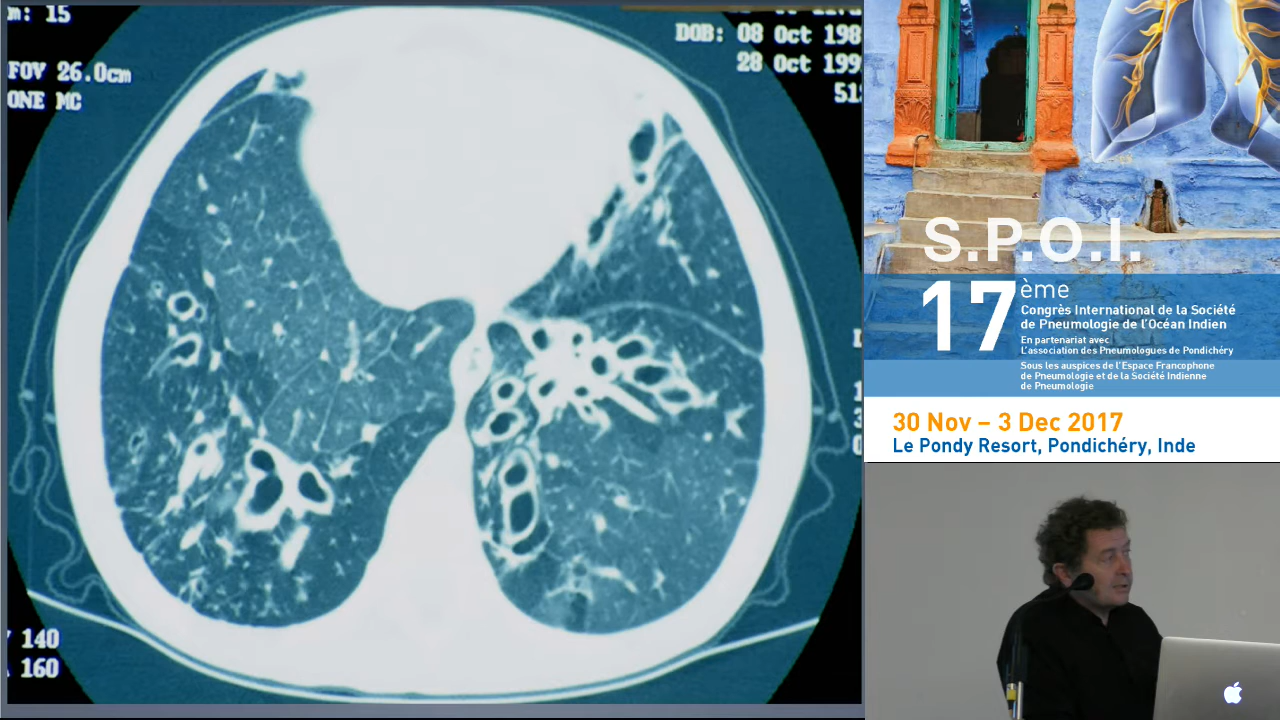 m: 15
FOV 26.0cm
ONE MC
DOB: 08 Oct 198
28 Oct 199
51
140
160
S.P.O.I.
17ème
Congrès International de la Société
de Pneumologie de l'Océan Indien
En partenariat avec
L'association des Pneumologues de Pondichéry
Sous les auspices de l'Espace Francophone
de Pneumologie et de la Société Indienne
de Pneumologie
30 Nov – 3 Dec 2017
Le Pondy Resort, Pondichéry, Inde